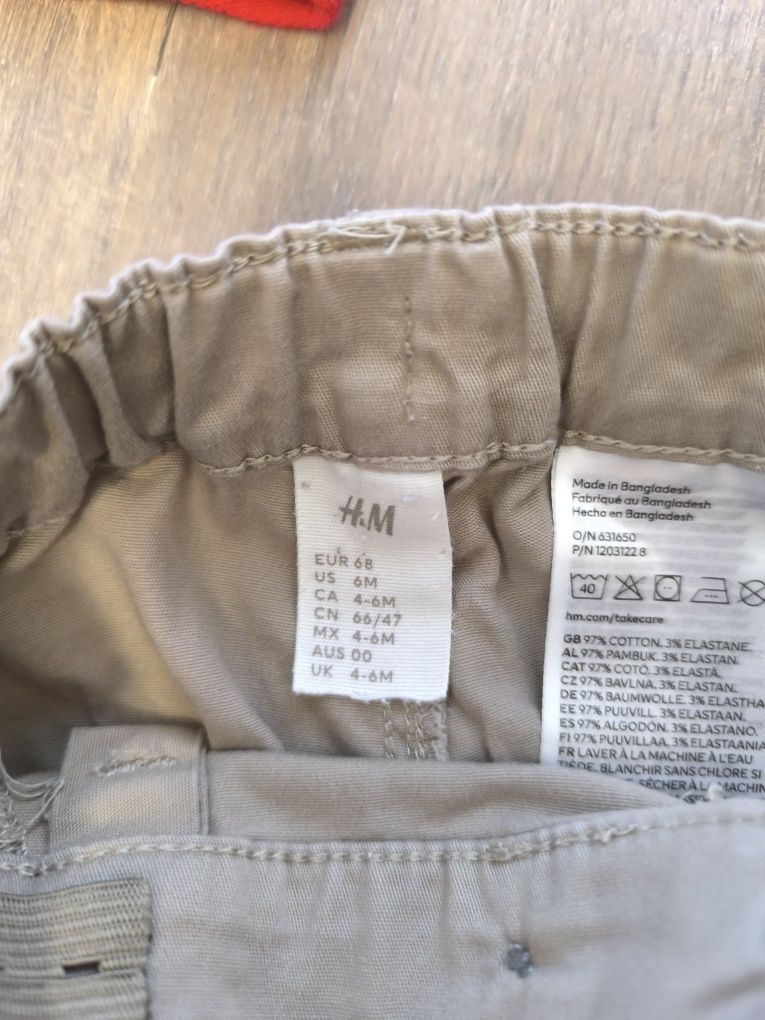 H&M
EUR 68
US 6M
CA 4-6M
CN 66/47
MX 4-6M
AUS 00
UK 4-6M
Made in Bangladesh
Fabriqué au Bangladesh
Hecho en Bangladesh
O/N 631650
P/N 1203122 8
40
hm.com/takecare
GB 97% COTTON. 3% ELASTANE.
AL 97% PAMBUK. 3% ELASTAN.
CAT 97% COTÓ. 3% ELASTÀ.
CZ 97% BAVLNA. 3% ELASTAN.
DE 97% BAUMWOLLE. 3% ELASTHA
EE 97% PUUVILL. 3% ELASTAAN.
ES 97% ALGODÓN. 3% ELASTANO.
FI 97% PUUVILLAA. 3% ELASTAANIA
FR LAVER À LA MACHINE À L'EAU
TIÈDE. BLANCHIR SANS CHLORE SI
SÉCHER À LA MACHIN